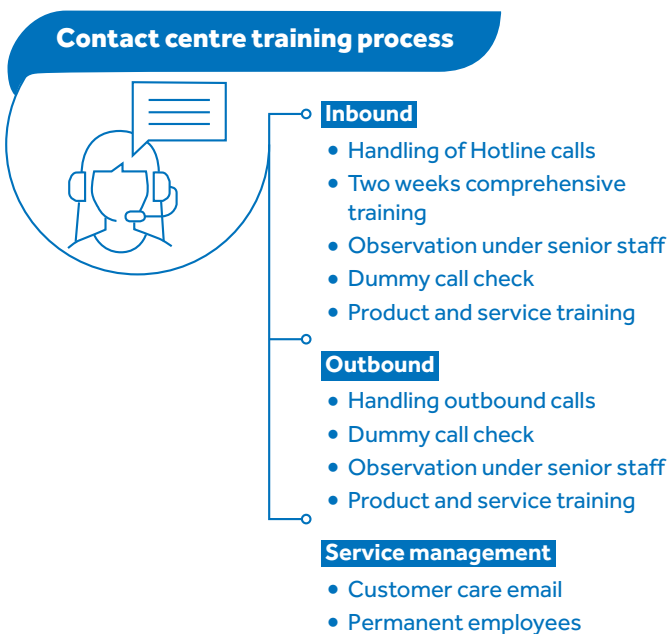 Contact centre training process
Inbound
• Handling of Hotline calls
• Two weeks comprehensive
training
• Observation under senior staff
• Dummy call check
• Product and service training
Outbound
• Handling outbound calls
• Dummy call check
• Observation under senior staff
• Product and service training
Service management
• Customer care email
• Permanent employees